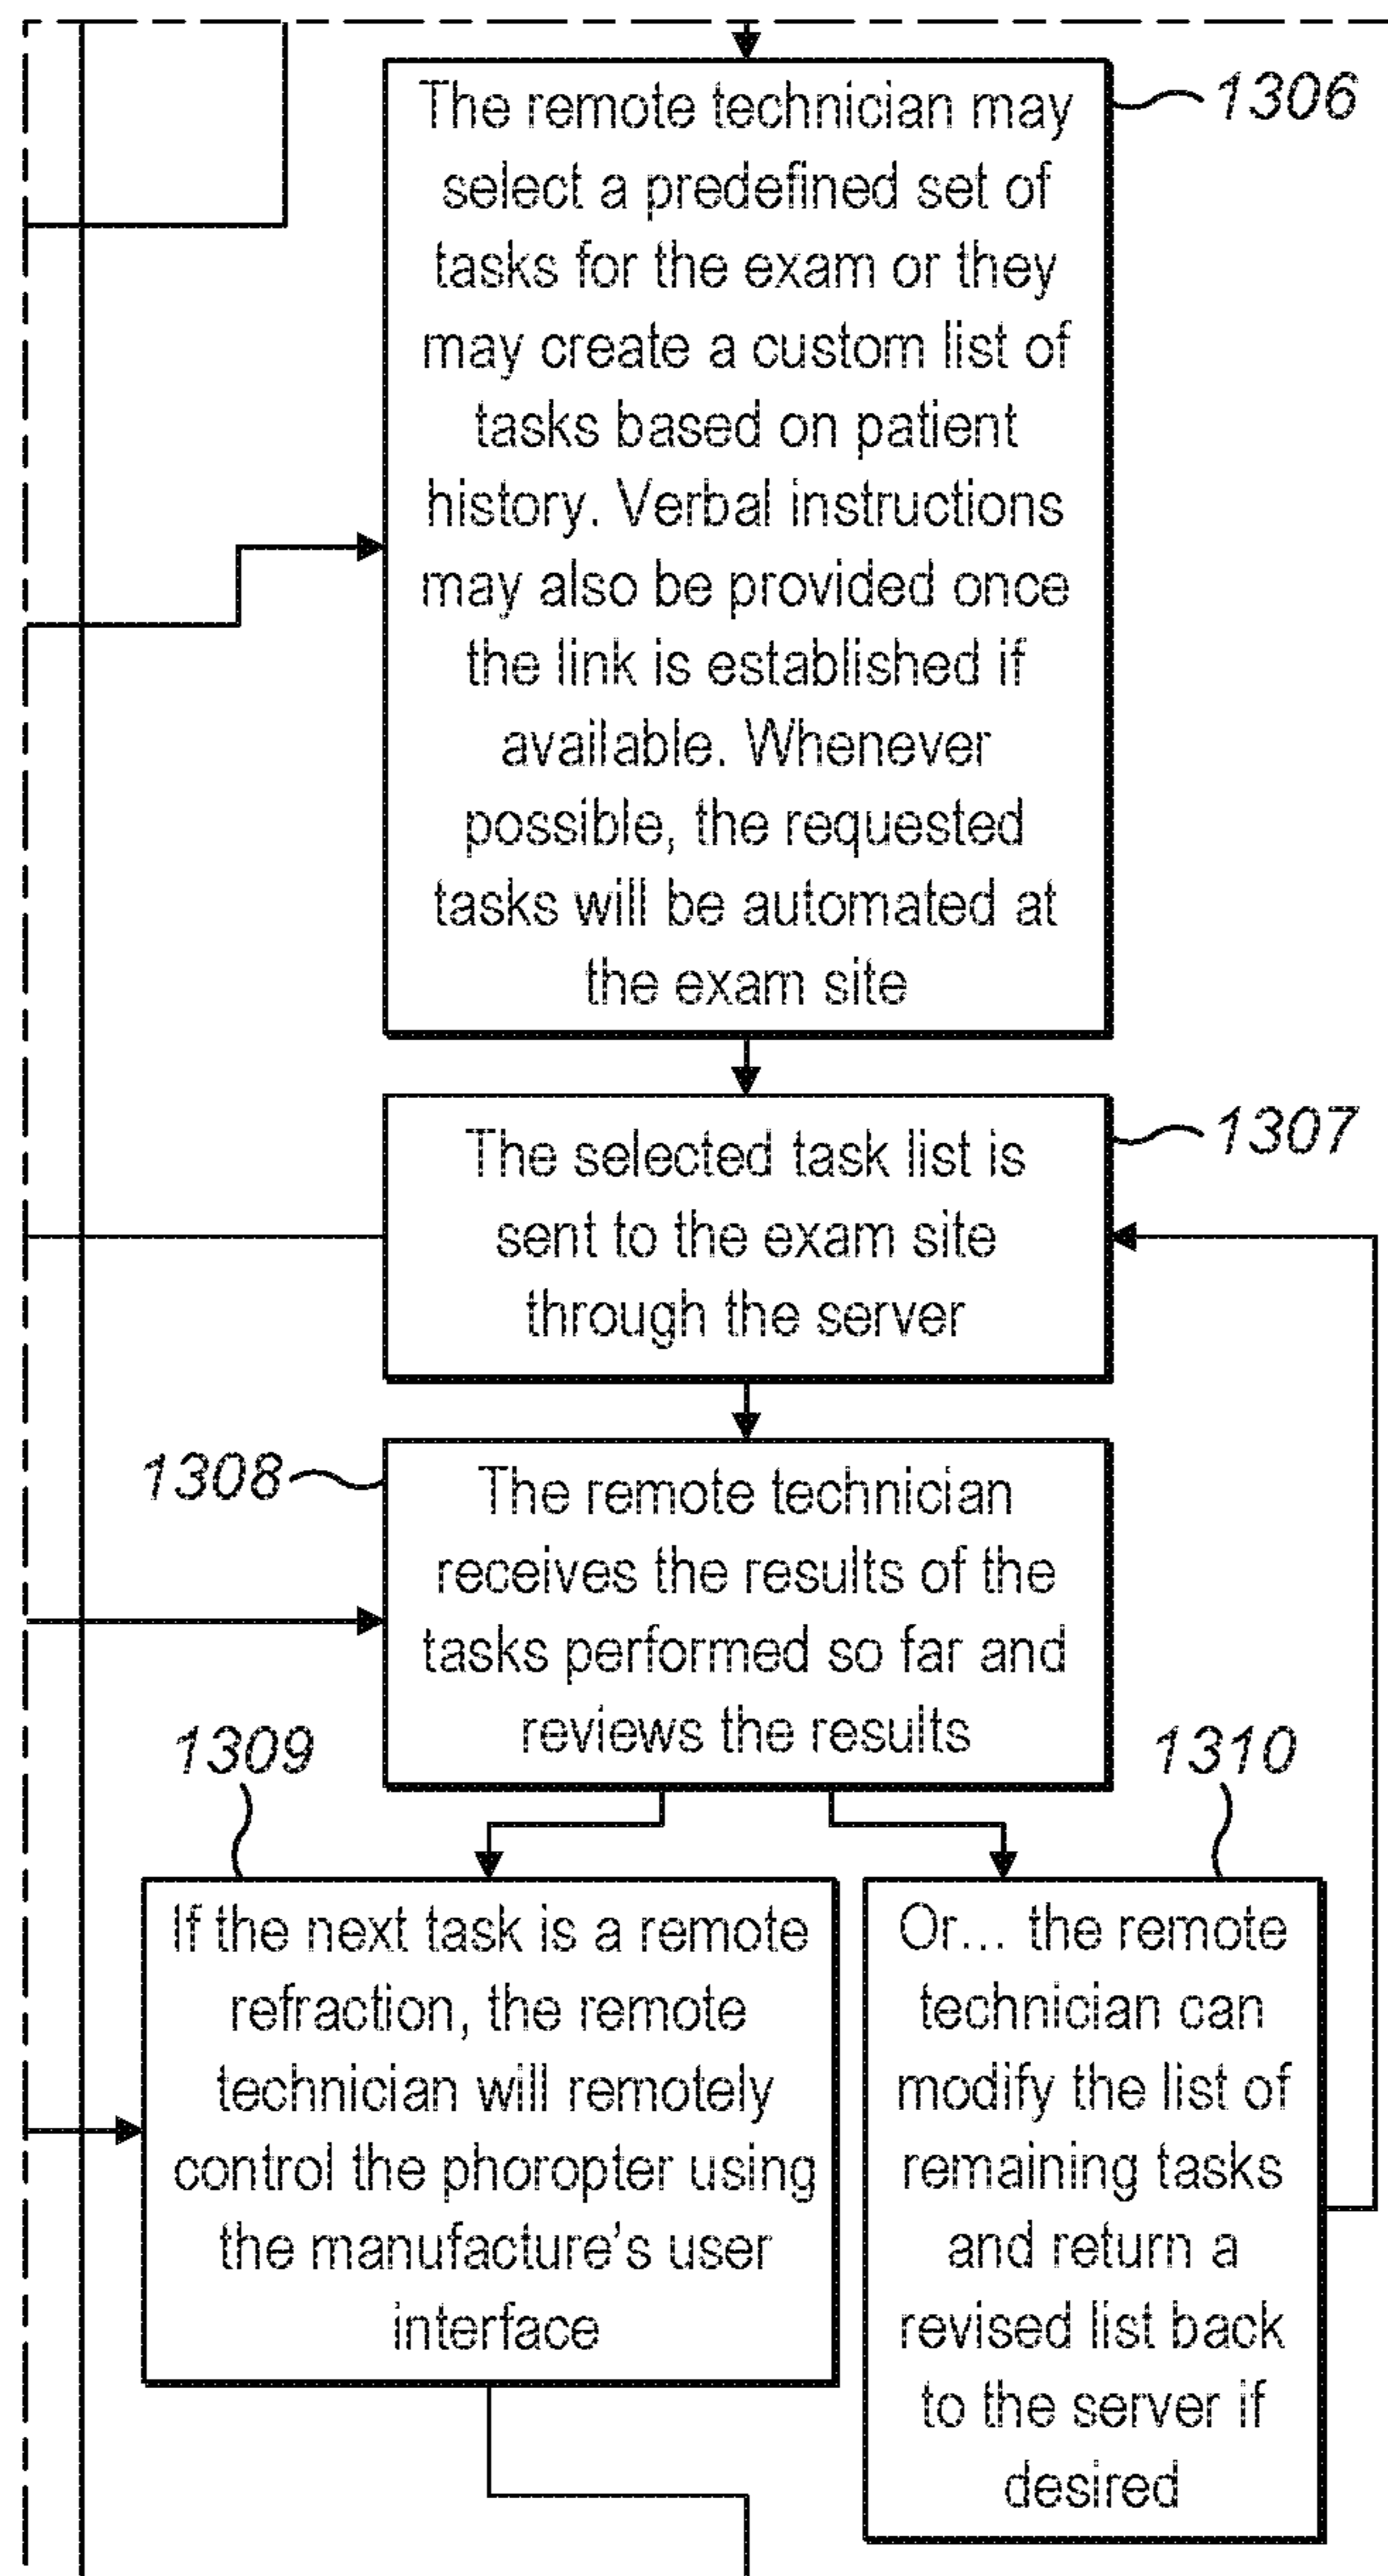 1306
The remote technician may
select a predefined set of
tasks for the exam or they
may create a custom list of
tasks based on patient
history. Verbal instructions
may also be provided once
the link is established if
available. Whenever
possible, the requested
tasks will be automated at
the exam site
1307
The selected task list is
sent to the exam site
through the server
1308
The remote technician
receives the results of the
tasks performed so far and
reviews the results
1309
If the next task is a remote
refraction, the remote
technician will remotely
control the phoropter using
the manufacture's user
interface
1310
Or... the remote
technician can
modify the list of
remaining tasks
and return a
revised list back
to the server if
desired